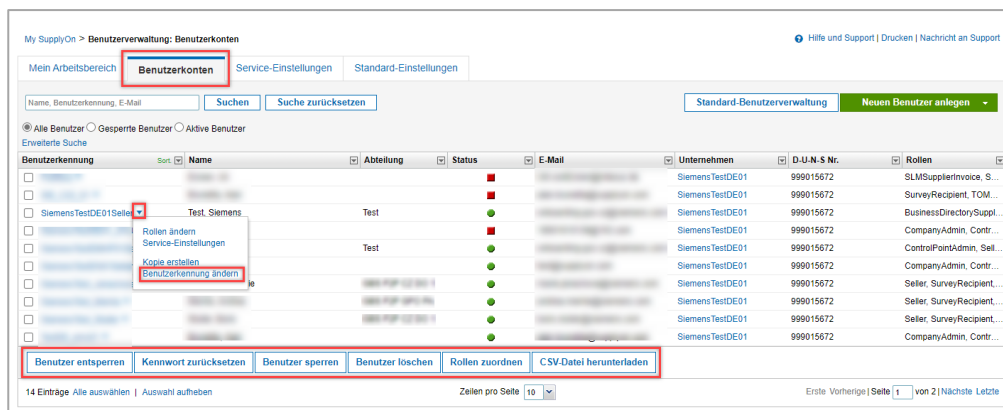 My SupplyOn > Benutzerverwaltung: Benutzerkonten
Hilfe und Support | Drucken | Nachricht an Support
Mein Arbeitsbereich Benutzerkonten Service-Einstellungen Standard-Einstellungen
Name, Benutzerkennung, E-Mail Suchen Suche zurücksetzen Standard-Benutzerverwaltung Neuen Benutzer anlegen
Alle Benutzer Gesperrte Benutzer Aktive Benutzer
Erweiterte Suche
Benutzerkennung Sort. Name Abteilung Status E-Mail Unternehmen D-U-N-S Nr. Rollen
SiemensTestDE01 999015672 SLMSupplierInvoice, S...
SiemensTestDE01 999015672 SurveyRecipient, TOM...
SiemensTestDE01Seller Test, Siemens Test SiemensTestDE01 999015672 BusinessDirectorySuppl...
Rollen ändern
SiemensTestDE01 999015672 CompanyAdmin, Contr...
Service-Einstellungen
Test SiemensTestDE01 999015672 ControlPointAdmin, Sell...
Kopie erstellen
SiemensTestDE01 999015672 CompanyAdmin, Contr...
Benutzerkennung ändern
SiemensTestDE01 999015672 Seller, SurveyRecipient,...
SiemensTestDE01 999015672 Seller, SurveyRecipient,...
SiemensTestDE01 999015672 Seller, SurveyRecipient,...
SiemensTestDE01 999015672 CompanyAdmin, Contr...
Benutzer entsperren Kennwort zurücksetzen Benutzer sperren Benutzer löschen Rollen zuordnen CSV-Datei herunterladen
14 Einträge Alle auswählen | Auswahl aufheben Zeilen pro Seite 10 Erste Vorherige | Seite 1 von 2 | Nächste Letzte